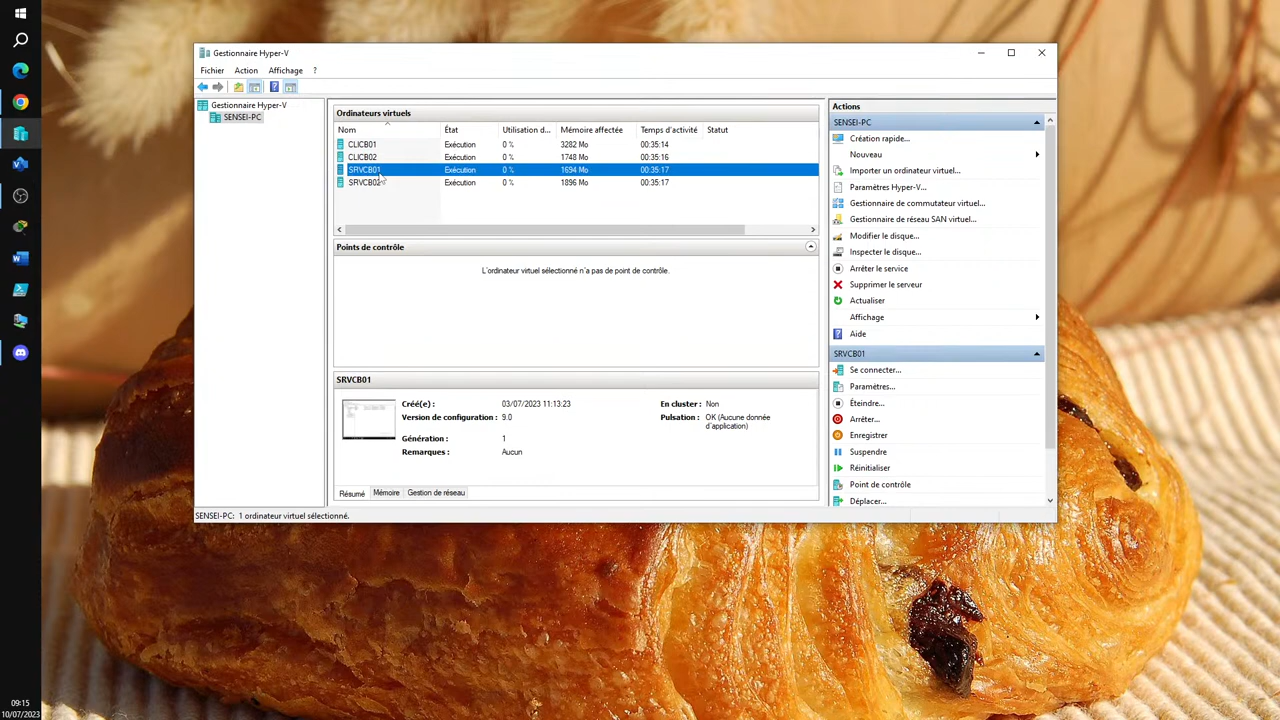 Gestionnaire Hyper-V
Fichier Action Affichage ?
Gestionnaire Hyper-V
SENSEI-PC
Ordinateurs virtuels
Nom État Utilisation d... Mémoire affectée Temps d'activité Statut
CLICB01 Exécution 0 % 3282 Mo 00:35:14
CLICB02 Exécution 0 % 1748 Mo 00:35:16
SRVCB01 Exécution 0 % 1694 Mo 00:35:17
SRVCB02 Exécution 0 % 1896 Mo 00:35:17
Points de contrôle
L'ordinateur virtuel sélectionné n'a pas de point de contrôle.
SRVCB01
Créé(e) : 03/07/2023 11:13:23 En cluster : Non
Version de configuration : 9.0 Pulsation : OK (Aucune donnée
d'application)
Génération : 1
Remarques : Aucun
Résumé Mémoire Gestion de réseau
Actions
SENSEI-PC
Création rapide...
Nouveau
Importer un ordinateur virtuel...
Paramètres Hyper-V...
Gestionnaire de commutateur virtuel...
Gestionnaire de réseau SAN virtuel...
Modifier le disque...
Inspecter le disque...
Arrêter le service
Supprimer le serveur
Actualiser
Affichage
Aide
SRVCB01
Se connecter...
Paramètres...
Éteindre...
Arrêter...
Enregistrer
Suspendre
Réinitialiser
Point de contrôle
Déplacer...
SENSEI-PC: 1 ordinateur virtuel sélectionné.
09:15
10/07/2023